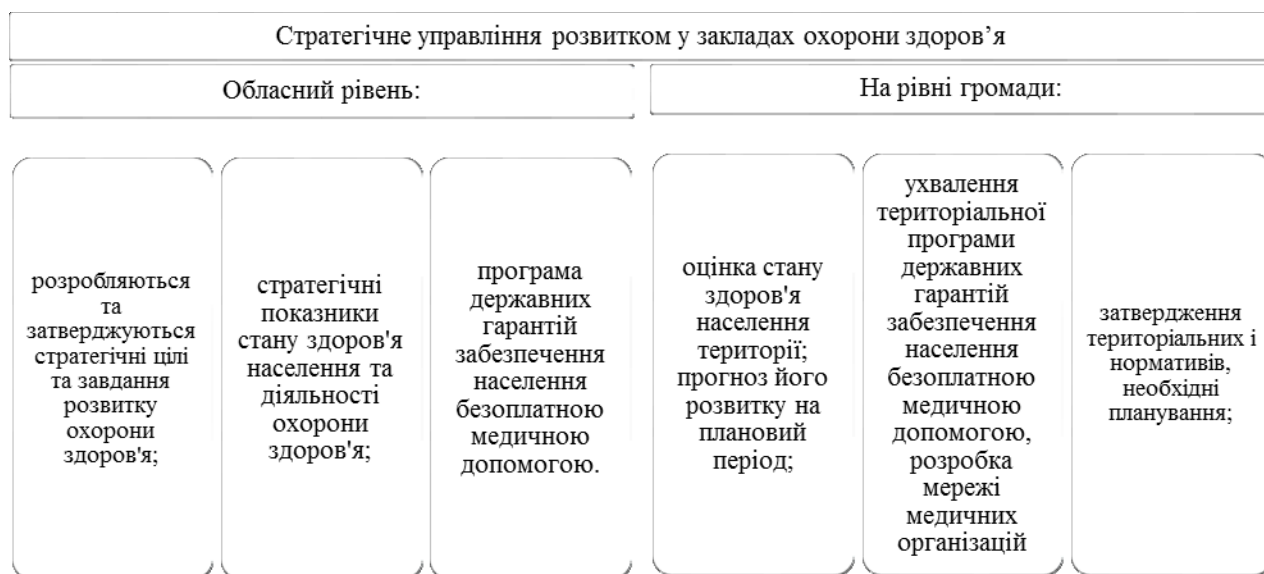 Стратегічне управління розвитком у закладах охорони здоров’я
Обласний рівень:
На рівні громади:
розробляються
та
затверджуються
стратегічні цілі
та завдання
розвитку
охорони
здоров'я;
стратегічні
показники
стану здоров'я
населення та
діяльності
охорони
здоров'я;
програма
державних
гарантій
забезпечення
населення
безоплатною
медичною
допомогою.
оцінка стану
здоров'я
населення
території;
прогноз його
розвитку на
плановий
період;
ухвалення
територіальної
програми
державних
гарантій
забезпечення
населення
безоплатною
медичною
допомогою,
розробка
мережі
медичних
організацій
затвердження
територіальних і
нормативів,
необхідні
планування;